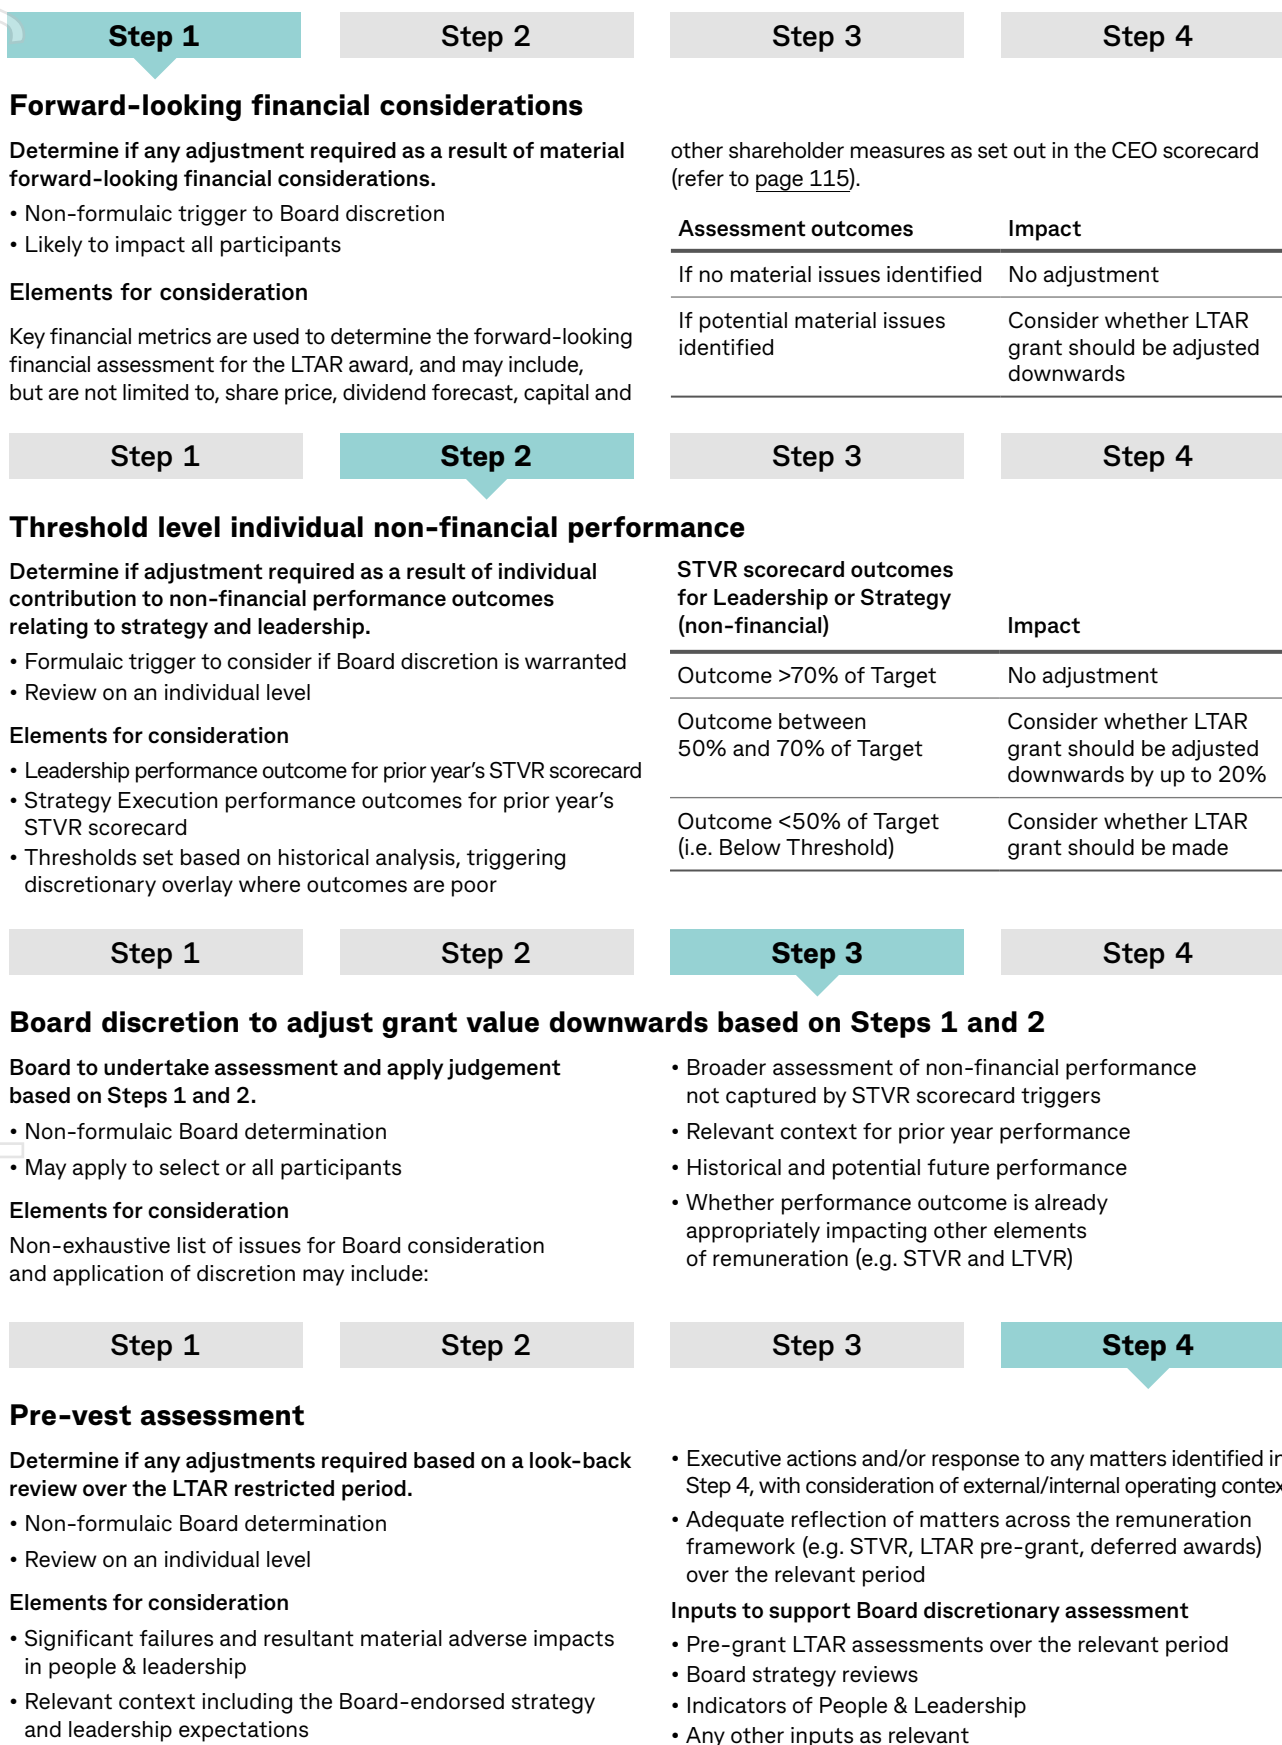 Step 1
Step 2
Step 3
Step 4
Forward-looking financial considerations
Determine if any adjustment required as a result of material
forward-looking financial considerations.
• Non-formulaic trigger to Board discretion
• Likely to impact all participants
Elements for consideration
Key financial metrics are used to determine the forward-looking
financial assessment for the LTAR award, and may include,
but are not limited to, share price, dividend forecast, capital and
other shareholder measures as set out in the CEO scorecard
(refer to page 115).
Assessment outcomes
Impact
If no material issues identified
No adjustment
If potential material issues
identified
Consider whether LTAR
grant should be adjusted
downwards
Step 1
Step 2
Step 3
Step 4
Threshold level individual non-financial performance
Determine if adjustment required as a result of individual
contribution to non-financial performance outcomes
relating to strategy and leadership.
• Formulaic trigger to consider if Board discretion is warranted
• Review on an individual level
Elements for consideration
• Leadership performance outcome for prior year's STVR scorecard
• Strategy Execution performance outcomes for prior year's
STVR scorecard
• Thresholds set based on historical analysis, triggering
discretionary overlay where outcomes are poor
STVR scorecard outcomes
for Leadership or Strategy
(non-financial)
Impact
Outcome >70% of Target
No adjustment
Outcome between
50% and 70% of Target
Consider whether LTAR
grant should be adjusted
downwards by up to 20%
Outcome <50% of Target
(i.e. Below Threshold)
Consider whether LTAR
grant should be made
Step 1
Step 2
Step 3
Step 4
Board discretion to adjust grant value downwards based on Steps 1 and 2
Board to undertake assessment and apply judgement
based on Steps 1 and 2.
• Non-formulaic Board determination
• May apply to select or all participants
Elements for consideration
Non-exhaustive list of issues for Board consideration
and application of discretion may include:
• Broader assessment of non-financial performance
not captured by STVR scorecard triggers
• Relevant context for prior year performance
• Historical and potential future performance
• Whether performance outcome is already
appropriately impacting other elements
of remuneration (e.g. STVR and LTVR)
Step 1
Step 2
Step 3
Step 4
Pre-vest assessment
Determine if any adjustments required based on a look-back
review over the LTAR restricted period.
• Non-formulaic Board determination
• Review on an individual level
Elements for consideration
• Significant failures and resultant material adverse impacts
in people & leadership
• Relevant context including the Board-endorsed strategy
and leadership expectations
• Executive actions and/or response to any matters identified in
Step 4, with consideration of external/internal operating
• Adequate reflection of matters across the remuneration
framework (e.g. STVR, LTAR pre-grant, deferred awards)
over the relevant period
Inputs to support Board discretionary assessment
• Pre-grant LTAR assessments over the relevant period
• Board strategy reviews
• Indicators of People & Leadership
• Any other inputs as relevant